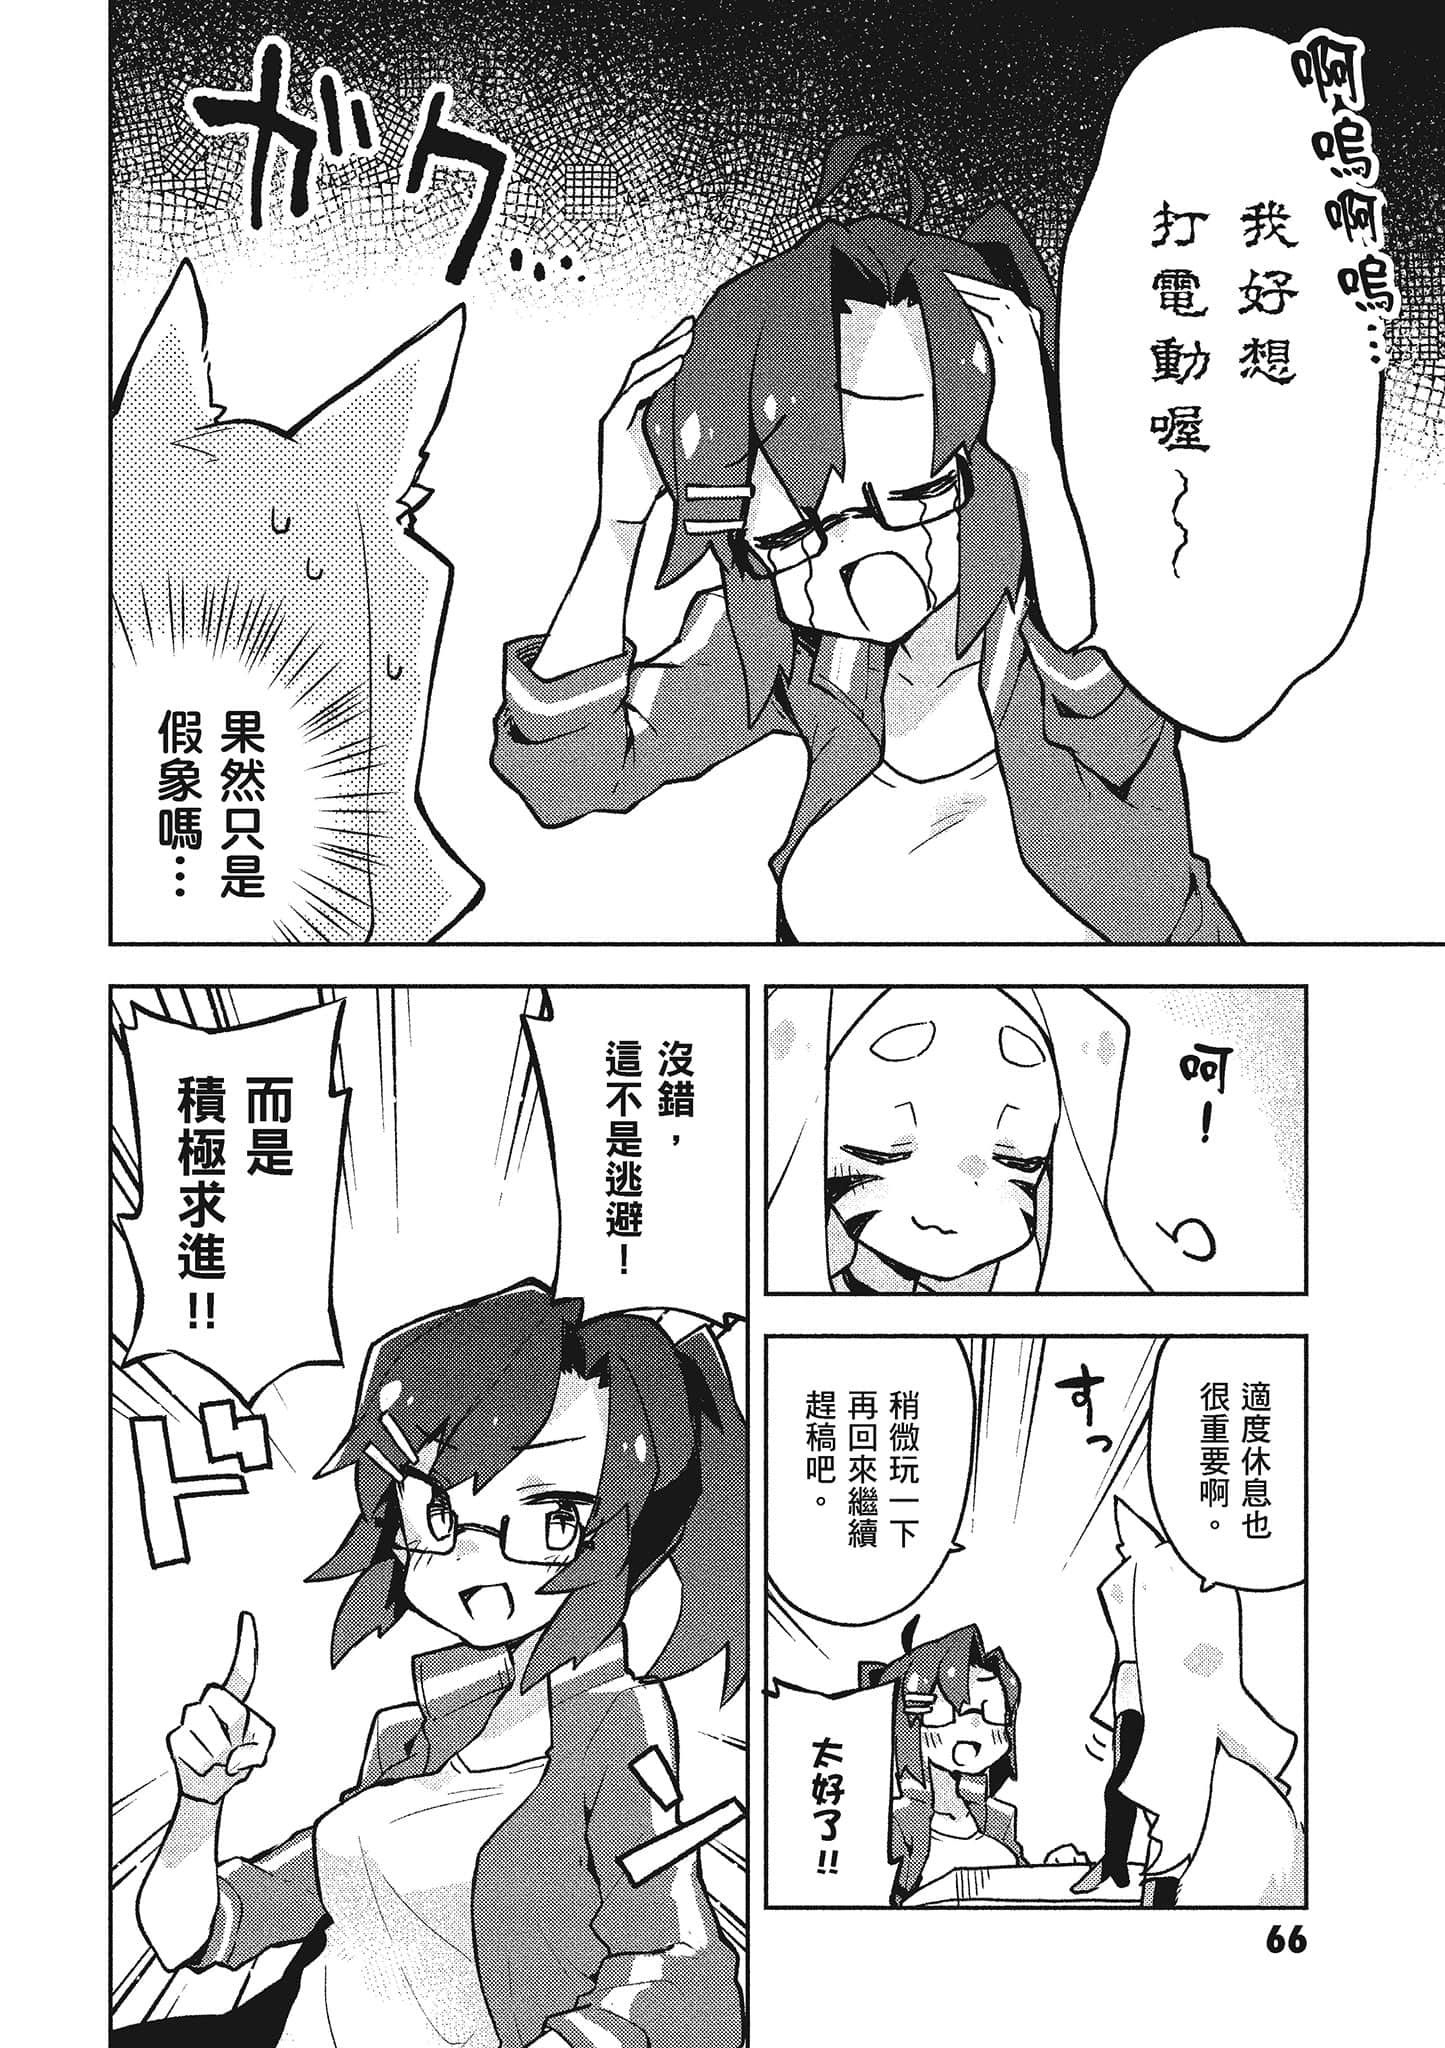 啊嗚啊嗚…
我好想
打電動喔～
ガクッ…
果然只是
假象嗎…
呵！
適度休息也
很重要啊。
すっ
稍微玩一下
再回來繼續
趕稿吧。
太好了!!
沒錯，
這不是逃避！
而是
積極求進!!
ドン
66